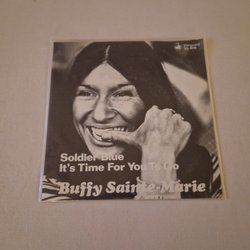 Soldier Blue
It's Time For You To Go
Buffy Sainte-Marie